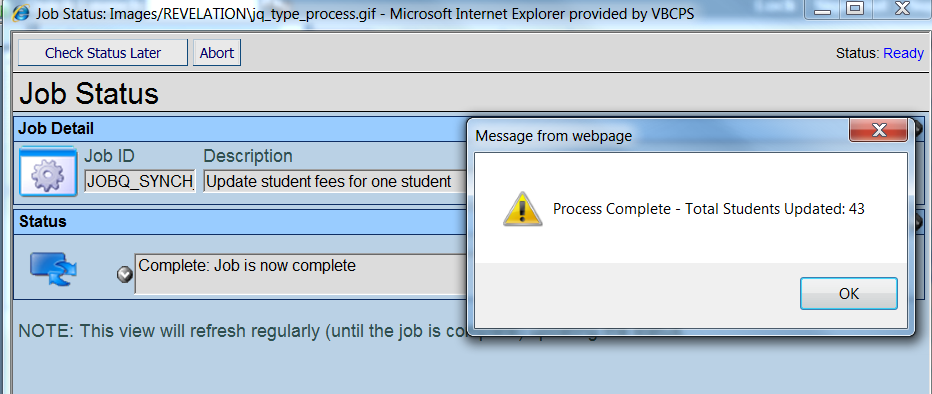 Job Status: Images/REVELATION\jq_type_process.gif - Microsoft Internet Explorer provided by VBCPS
Check Status Later
Abort
Status: Ready
Job Status
Job Detail
Job ID
Description
JOBQ_SYNCH_
Update student fees for one student
Status
Complete: Job is now complete
NOTE: This view will refresh regularly (until the job is
Message from webpage
Process Complete - Total Students Updated: 43
OK